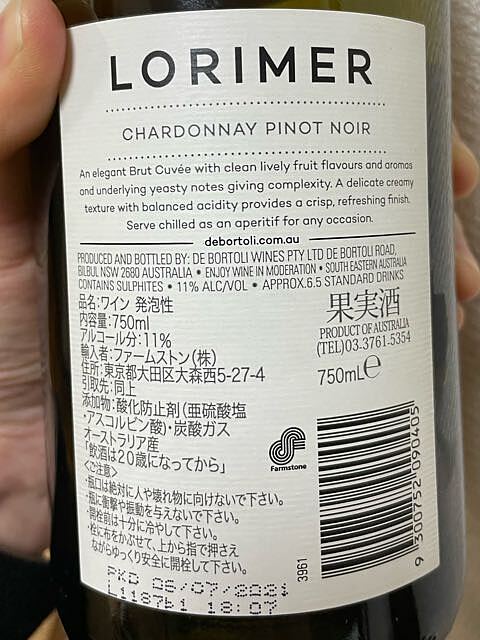 LORIMER
CHARDONNAY PINOT NOIR
An elegant Brut Cuvée with clean lively fruit flavours and aromas
and underlying yeasty notes giving complexity. A delicate creamy
texture with balanced acidity provides a crisp, refreshing finish.
Serve chilled as an aperitif for any occasion.
debortoli.com.au
PRODUCED AND BOTTLED BY: DE BORTOLI WINES PTY LTD DE BORTOLI ROAD,
BILBUL NSW 2680 AUSTRALIA • ENJOY WINE IN MODERATION • SOUTH EASTERN AUSTRALIA
CONTAINS SULPHITES • 11% ALC/VOL • APPROX. 6.5 STANDARD DRINKS
品名:ワイン 発泡性
内容量:750ml
アルコール分:11%
輸入者:ファームストン(株)
住所:東京都大田区大森西5-27-4
引取先:同上
添加物:酸化防止剤(亜硫酸塩
・アスコルビン酸)・炭酸ガス
オーストラリア産
「飲酒は20歳になってから」
<ご注意>
・瓶口は絶対に人や壊れ物に向けないで下さい。
・瓶に衝撃や振動を与えないで下さい。
・開栓前は十分に冷やして下さい。
・栓に布をかぶせて、上から指で押さえ
ながらゆっくり安全に開栓して下さい。
果実酒
PRODUCT OF AUSTRALIA
(TEL)03-3761-5354
750mLe
Farmstone
3961
9 300752 090405
PKD 06/07/2021
L1187b1 18:07